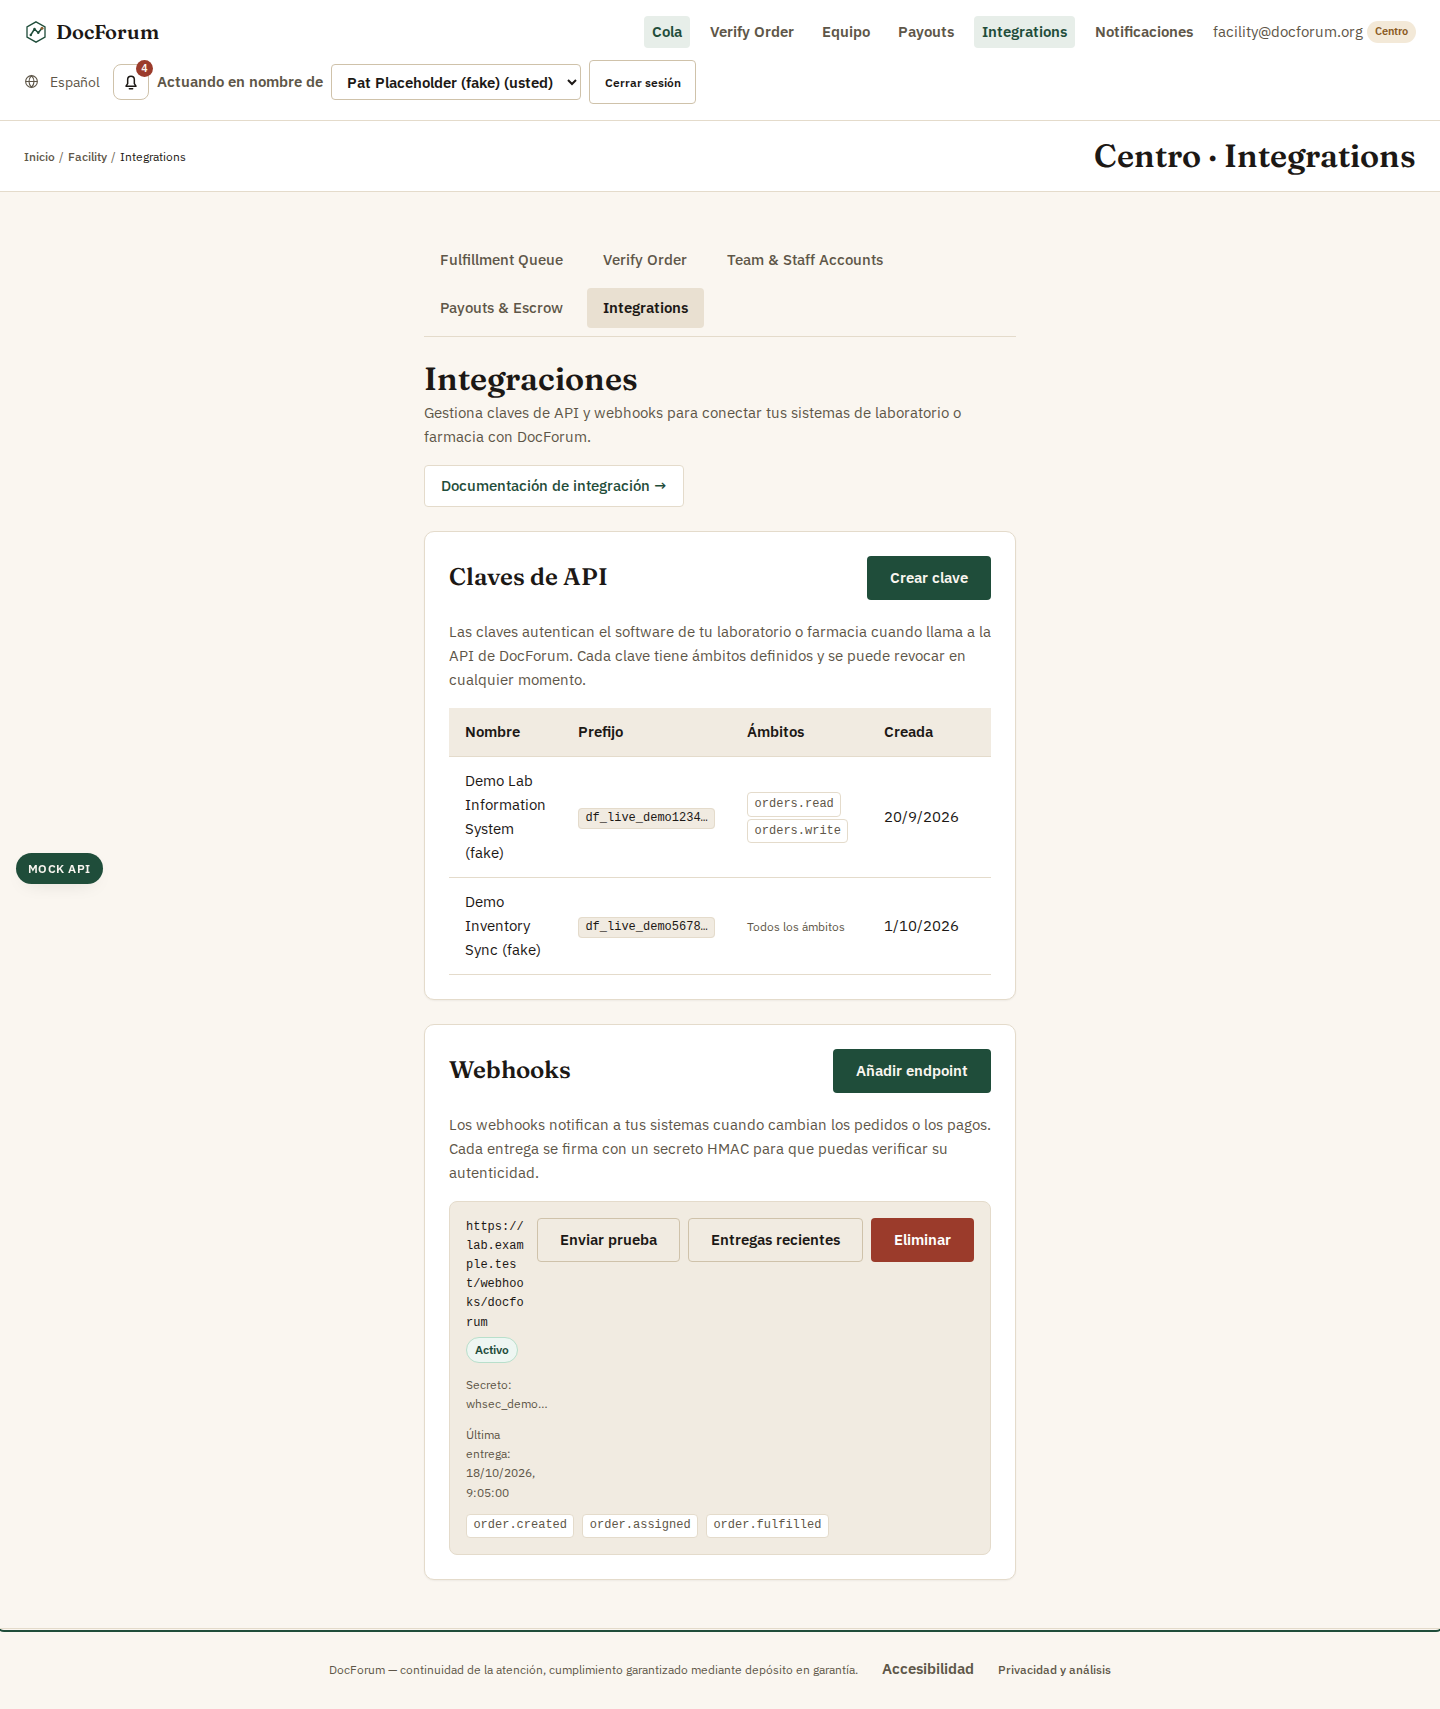 DocForum
Cola Verify Order Equipo Payouts Integrations Notificaciones facility@docforum.org Centro
Español 4 Actuando en nombre de Pat Placeholder (fake) (usted) Cerrar sesión
Inicio / Facility / Integrations
Centro · Integrations
Fulfillment Queue Verify Order Team & Staff Accounts
Payouts & Escrow Integrations
Integraciones
Gestiona claves de API y webhooks para conectar tus sistemas de laboratorio o
farmacia con DocForum.
Documentación de integración →
Claves de API
Crear clave
Las claves autentican el software de tu laboratorio o farmacia cuando llama a la
API de DocForum. Cada clave tiene ámbitos definidos y se puede revocar en
cualquier momento.
Nombre Prefijo Ámbitos Creada
Demo Lab
Information
System
(fake)
df_live_demo1234…
orders.read
orders.write
20/9/2026
Demo
Inventory
Sync (fake)
df_live_demo5678…
Todos los ámbitos
1/10/2026
MOCK API
Webhooks
Añadir endpoint
Los webhooks notifican a tus sistemas cuando cambian los pedidos o los pagos.
Cada entrega se firma con un secreto HMAC para que puedas verificar su
autenticidad.
https://
lab.exam
ple.tes
t/webhoo
ks/docfo
rum
Activo
Enviar prueba Entregas recientes Eliminar
Secreto:
whsec_demo…
Última
entrega:
18/10/2026,
9:05:00
order.created order.assigned order.fulfilled
DocForum — continuidad de la atención, cumplimiento garantizado mediante depósito en garantía. Accesibilidad Privacidad y análisis